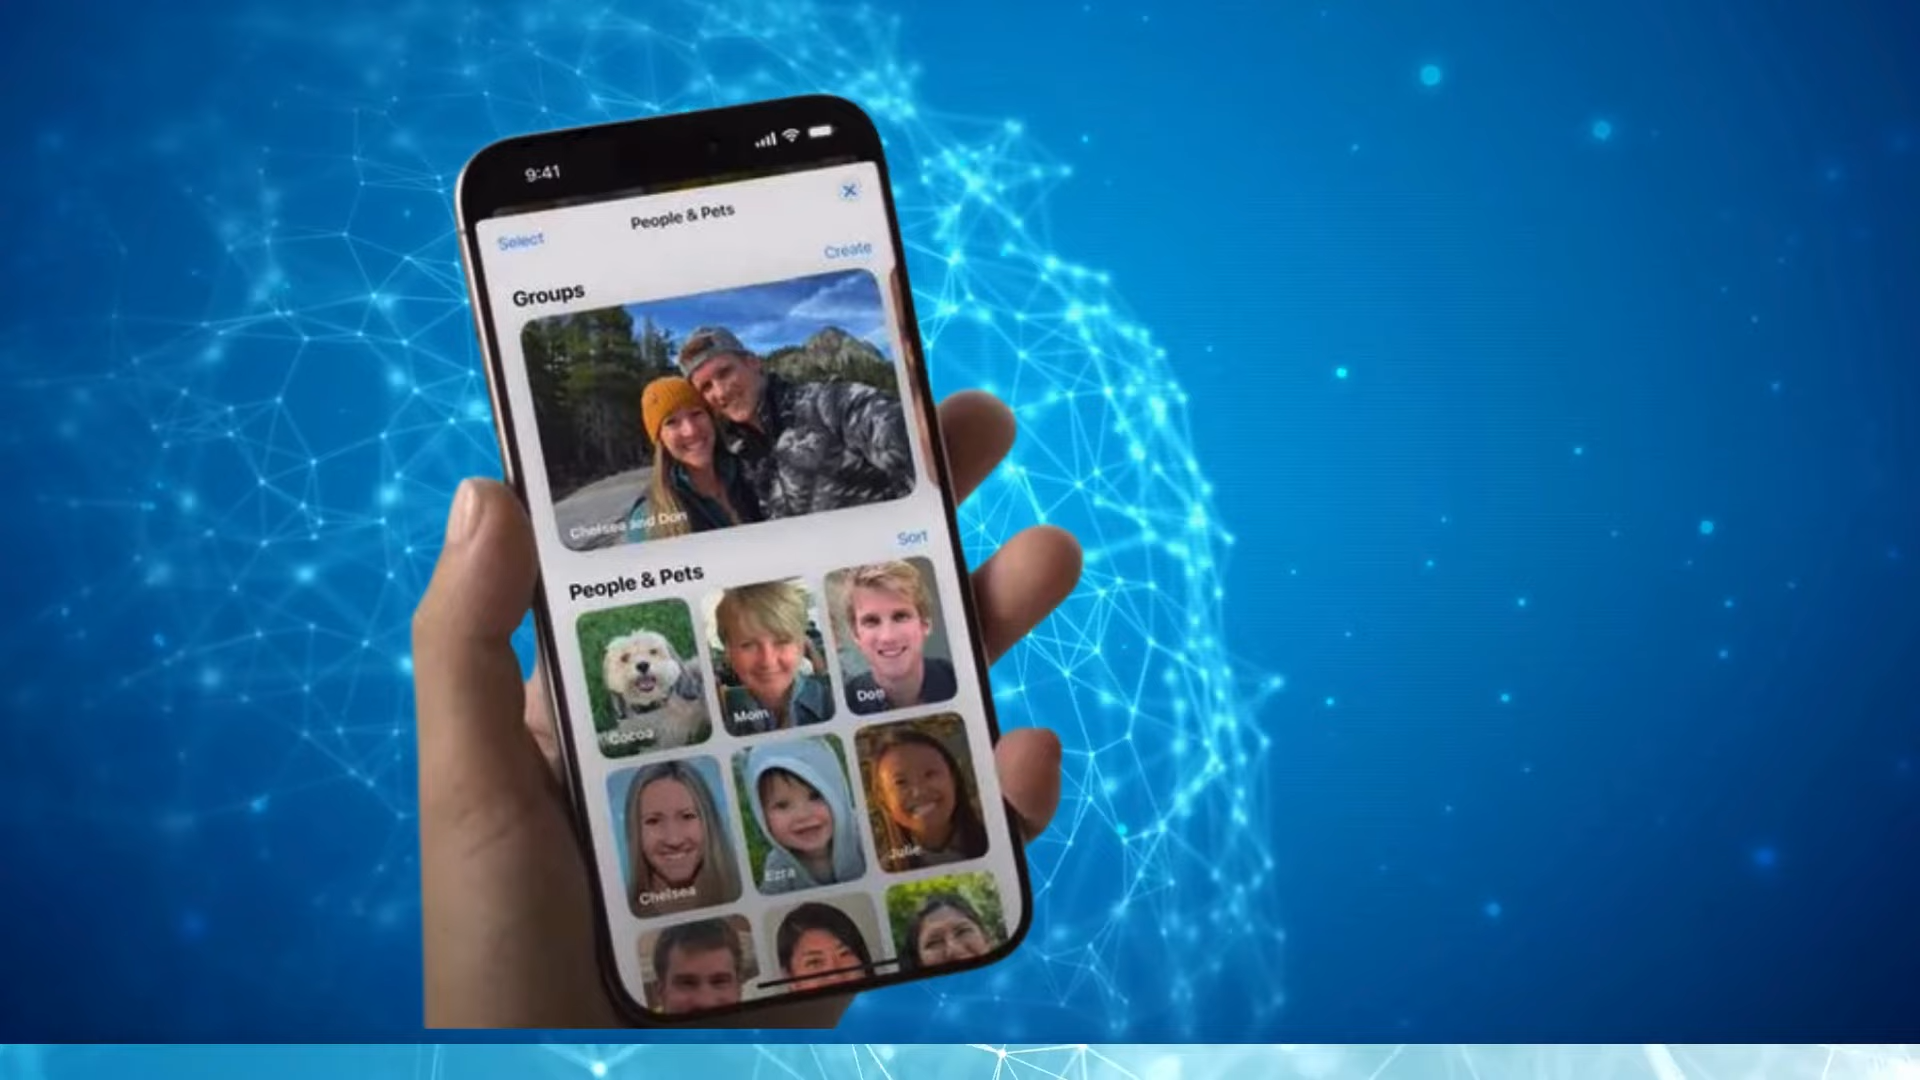 9:41
People & Pets
Select
Create
Groups
Chelsea and Don
Sort
People & Pets
Cocoa
Mom
Don
Chelsea
Ezra
Julie